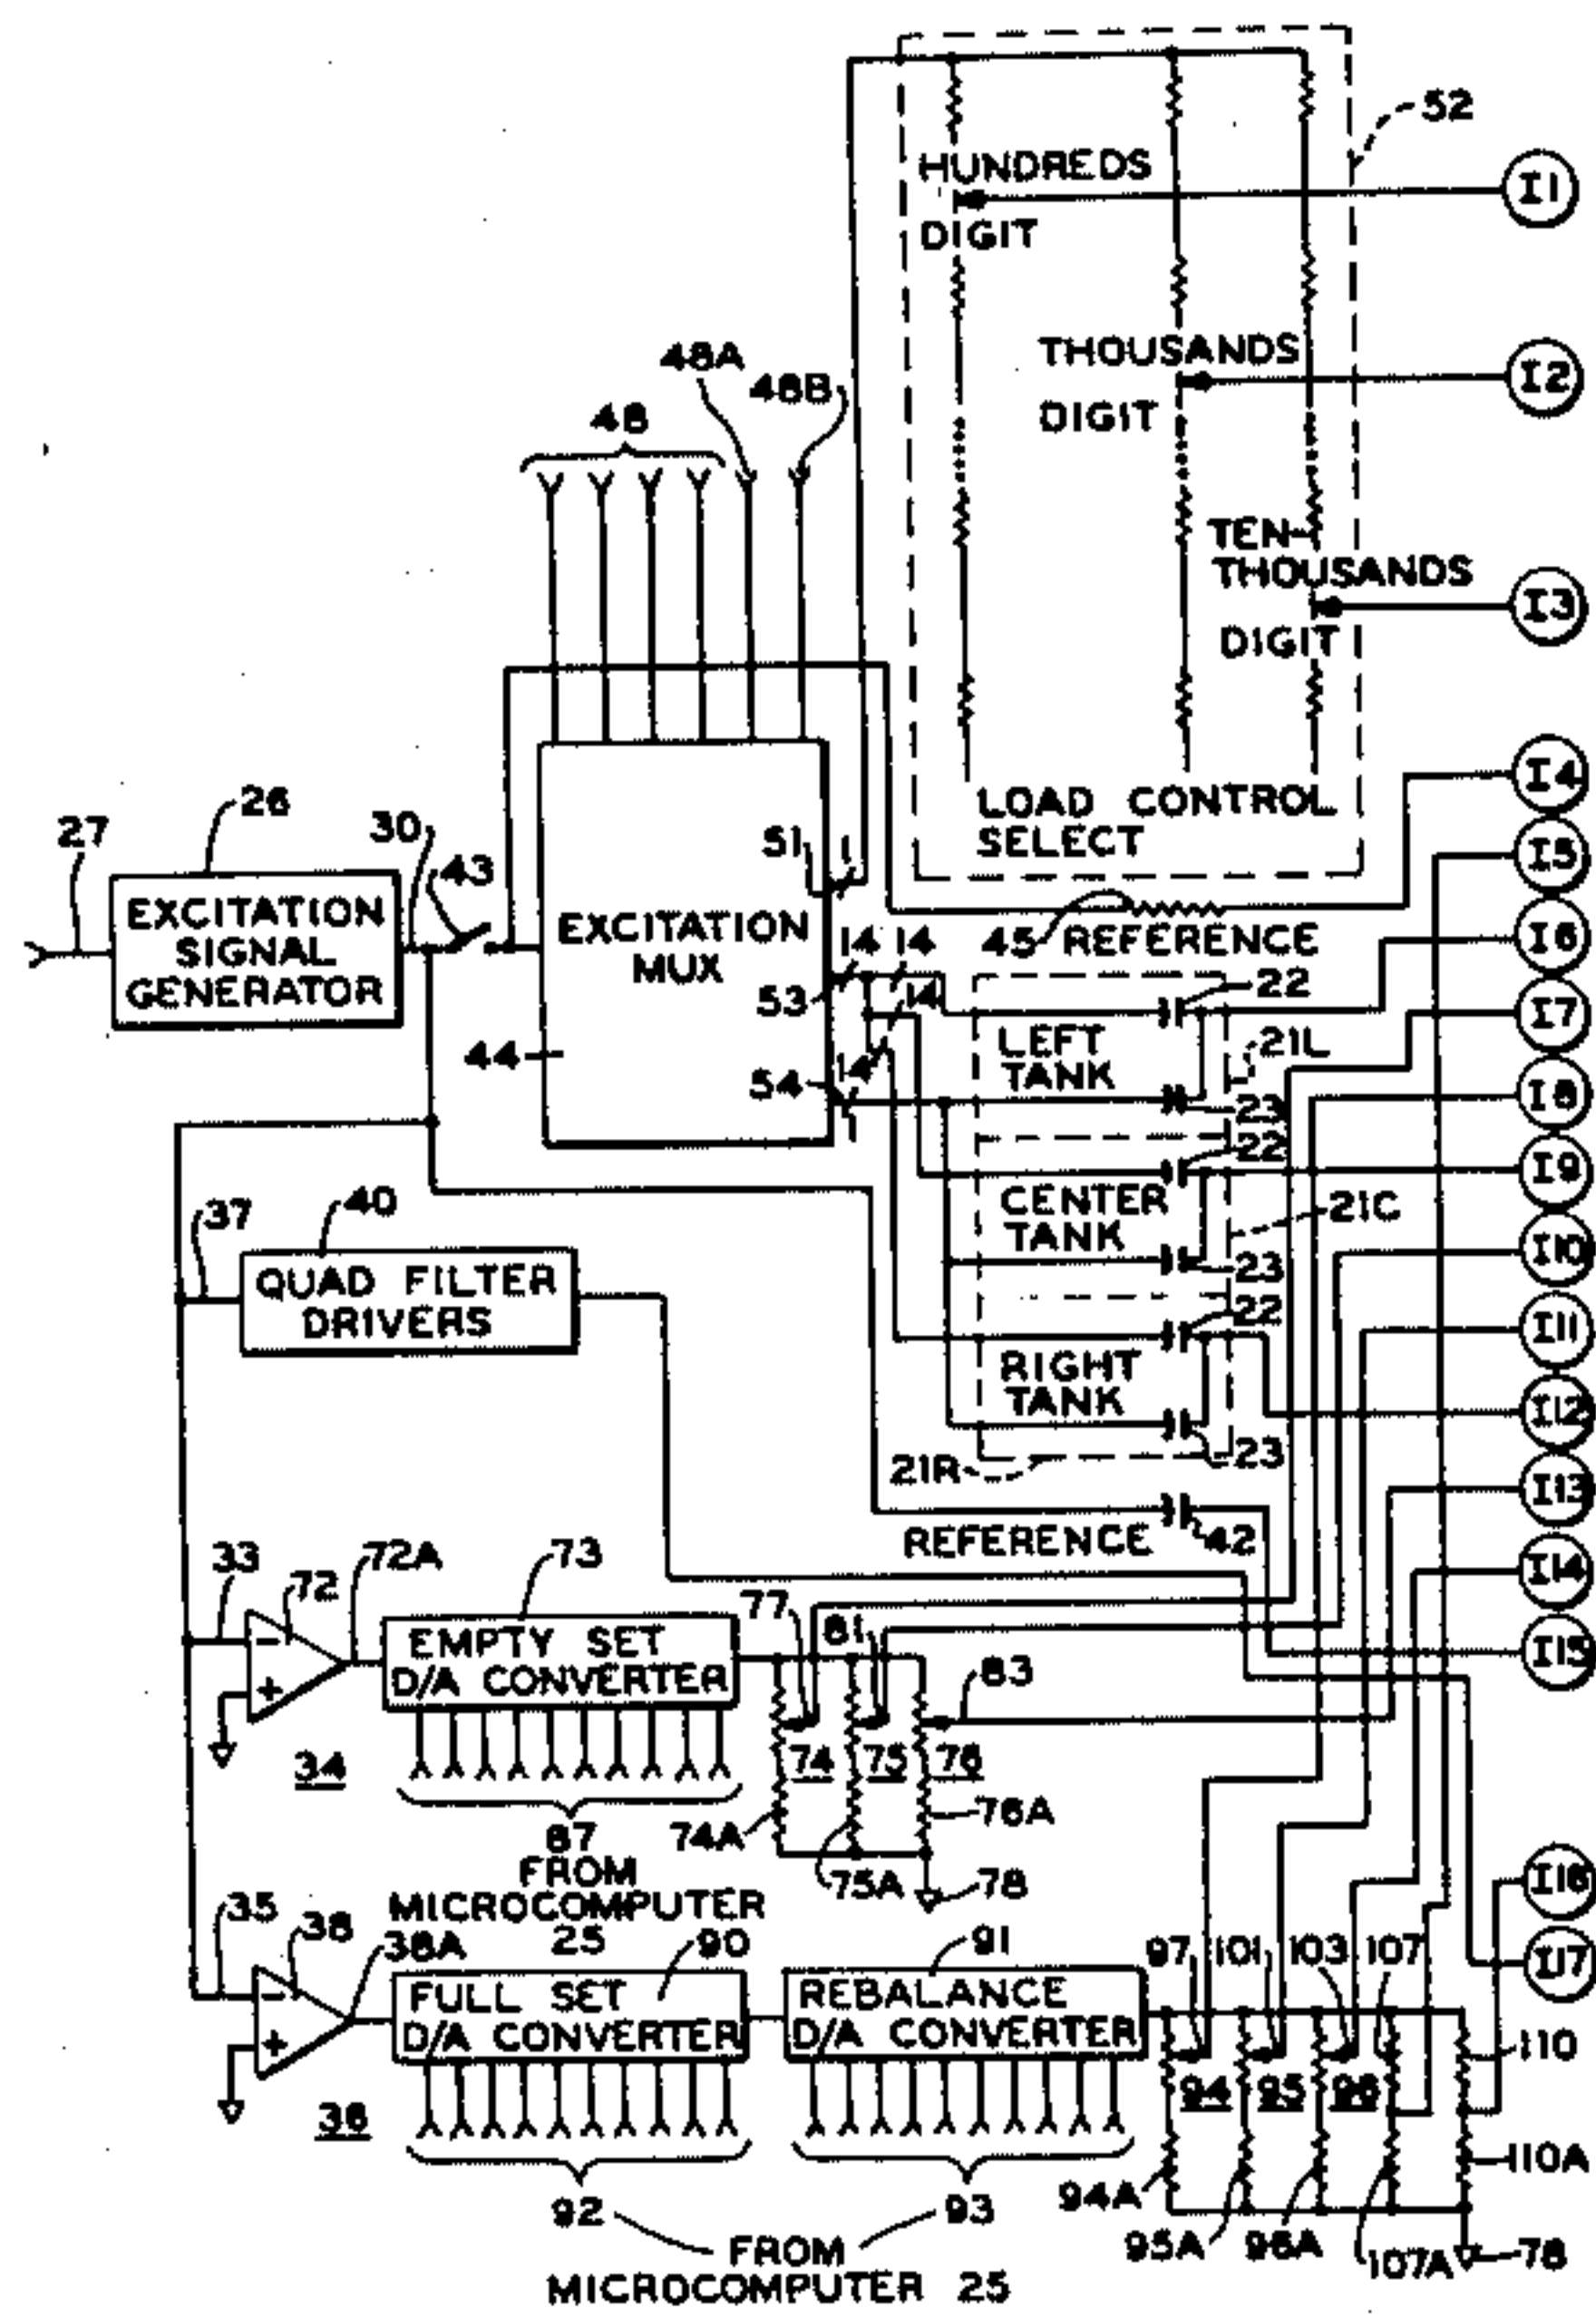 52
HUNDREDS
DIGIT
I1
THOUSANDS
DIGIT
I2
48A
48B
48
TEN-
THOUSANDS
DIGIT
I3
LOAD CONTROL
SELECT
I4
26
27
30
43
51
1
I5
EXCITATION
SIGNAL
GENERATOR
EXCITATION
MUX
45
REFERENCE
14
14
14
I6
53
22
I7
44
LEFT
TANK
21L
54
1
23
I8
22
I9
CENTER
TANK
21C
37
40
23
I10
QUAD FILTER
DRIVERS
22
I11
RIGHT
TANK
I12
21R
23
I13
REFERENCE
42
33
72
72A
73
I14
77
81
83
I15
EMPTY SET
D/A CONVERTER
-
+
34
74
75
76
74A
76A
87
FROM
MICROCOMPUTER
25
75A
78
I16
35
38
38A
90
91
97
101
103
107
I17
FULL SET
D/A CONVERTER
REBALANCE
D/A CONVERTER
-
+
110
36
94
95
96
110A
94A
92
93
95A
96A
107A
78
FROM
MICROCOMPUTER 25